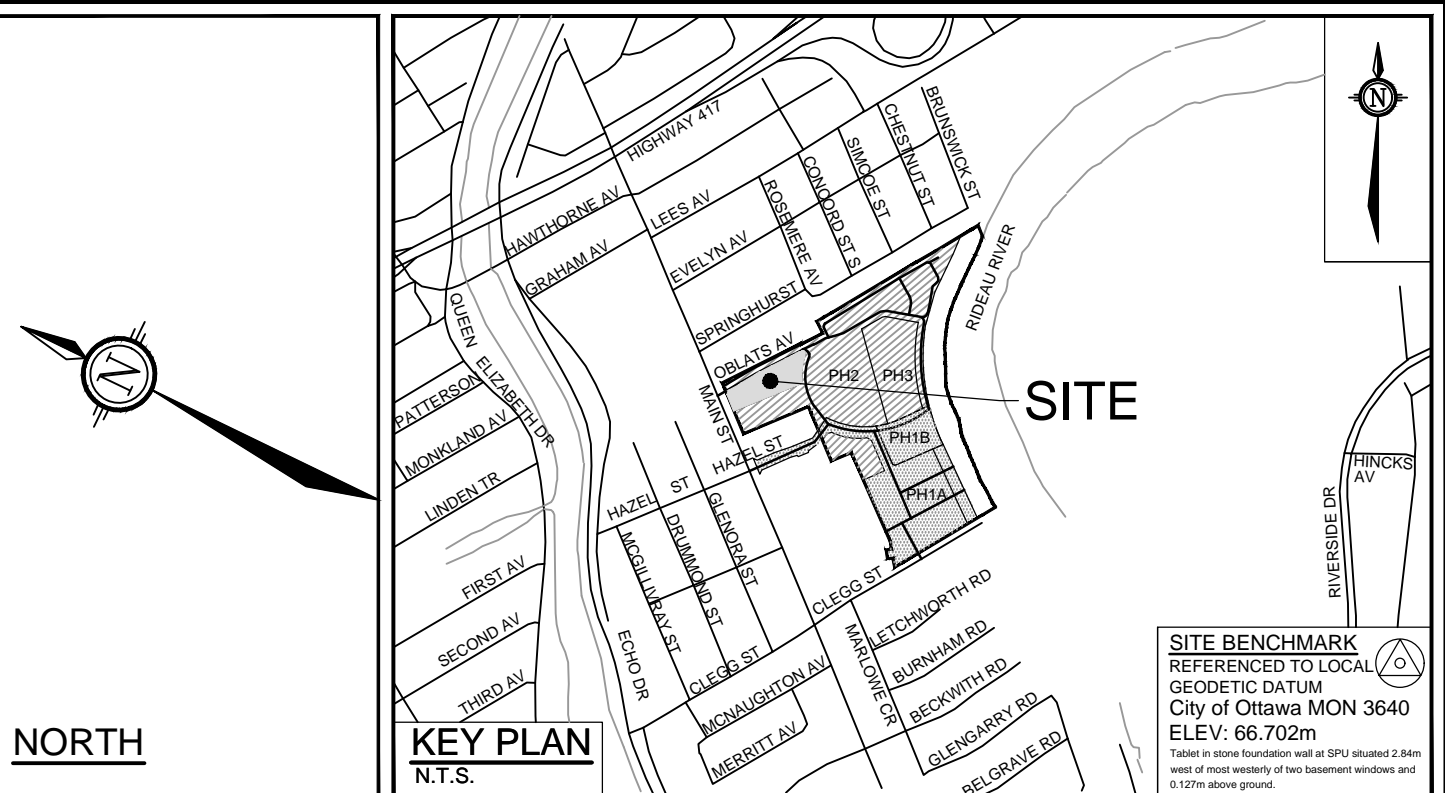 N
NORTH
N
HIGHWAY 417
HAWTHORNE AV
GRAHAM AV
LEES AV
EVELYN AV
SPRINGHURST
OBLATS AV
ROSEMERE AV
CONCORD ST S
SIMCOE ST
CHESTNUT ST
BRUNSWICK ST
RIDEAU RIVER
QUEEN ELIZABETH DR
PATTERSON
MONKLAND AV
LINDEN TR
FIRST AV
SECOND AV
THIRD AV
MAIN ST
HAZEL ST
HAZEL ST
PH2
PH3
PH1B
PH1A
SITE
MCGILLIVRAY ST
DRUMMOND ST
GLENORA ST
ECHO DR
CLEGG ST
CLEGG ST
MCNAUGHTON AV
MERRITT AV
MARLOWE CR
LETCHWORTH RD
BURNHAM RD
BECKWITH RD
GLENGARRY RD
BELGRAVE RD
RIVERSIDE DR
HINCKS
AV
KEY PLAN
N.T.S.
SITE BENCHMARK
REFERENCED TO LOCAL
GEODETIC DATUM
City of Ottawa MON 3640
ELEV: 66.702m
Tablet in stone foundation wall at SPU situated 2.84m
west of most westerly of two basement windows and
0.127m above ground.